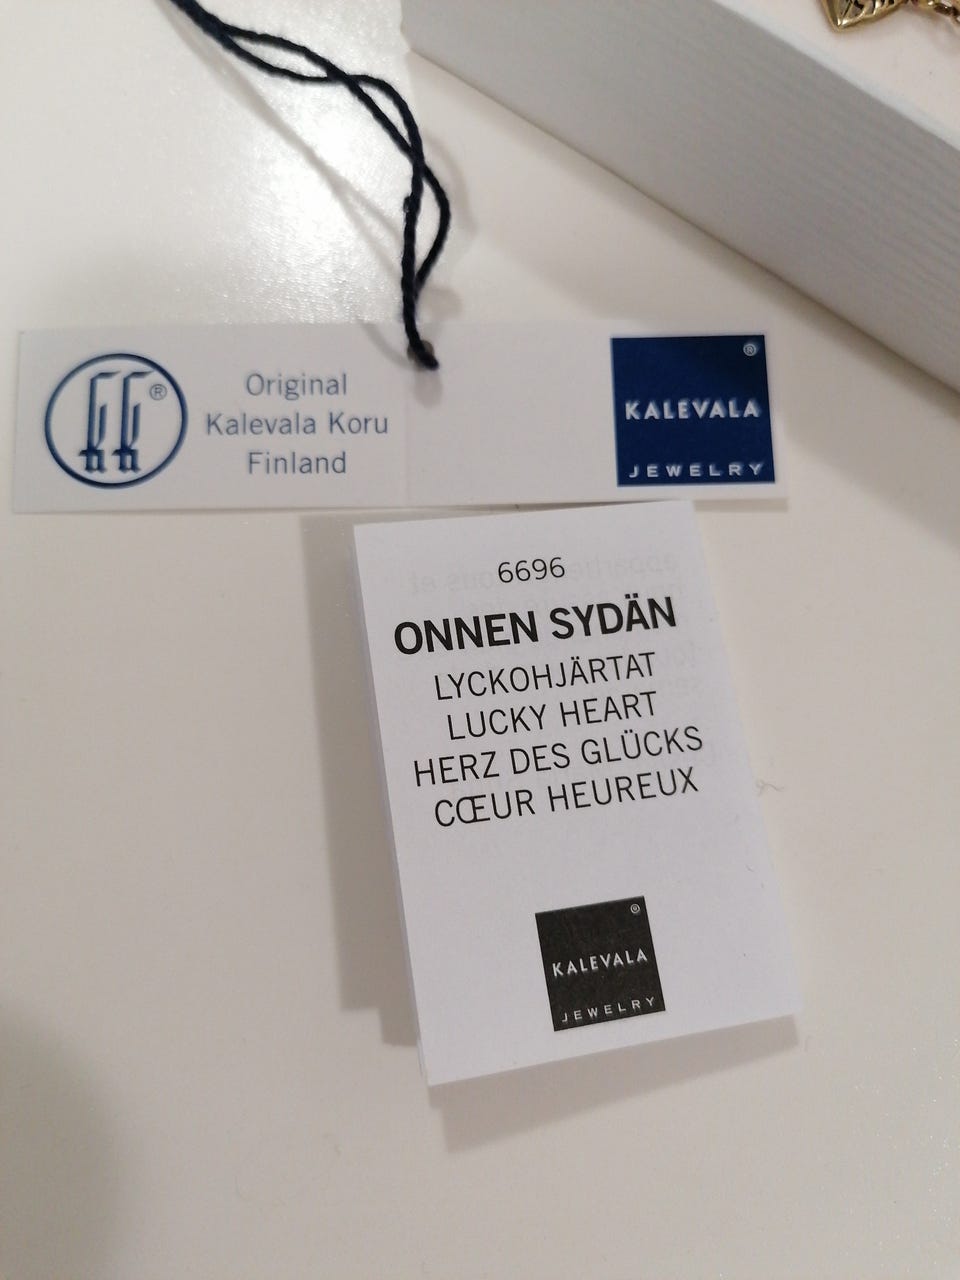 Original
Kalevala Koru
Finland
®
®
KALEVALA
JEWELRY
6696
ONNEN SYDÄN
LYCKOHJÄRTAT
LUCKY HEART
HERZ DES GLÜCKS
CŒUR HEUREUX
®
KALEVALA
JEWELRY